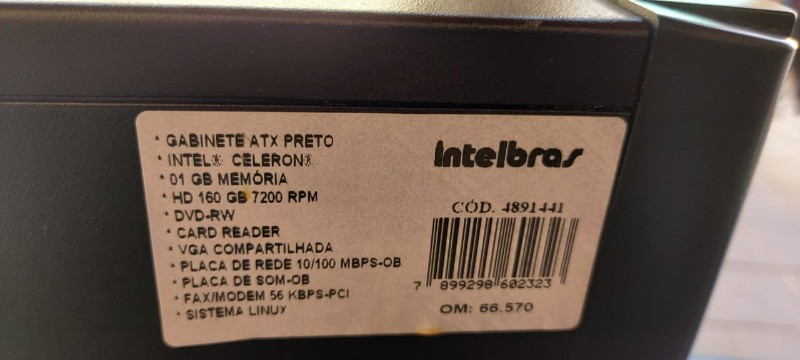 * GABINETE ATX PRETO
* INTEL® CELERON®
* 01 GB MEMÓRIA
* HD 160 GB 7200 RPM
* DVD-RW
* CARD READER
* VGA COMPARTILHADA
* PLACA DE REDE 10/100 MBPS-OB
* PLACA DE SOM-OB
* FAX/MODEM 56 KBPS-PCI
* SISTEMA LINUX
intelbras
CÓD. 4891441
7 899298 602323
OM: 66.570